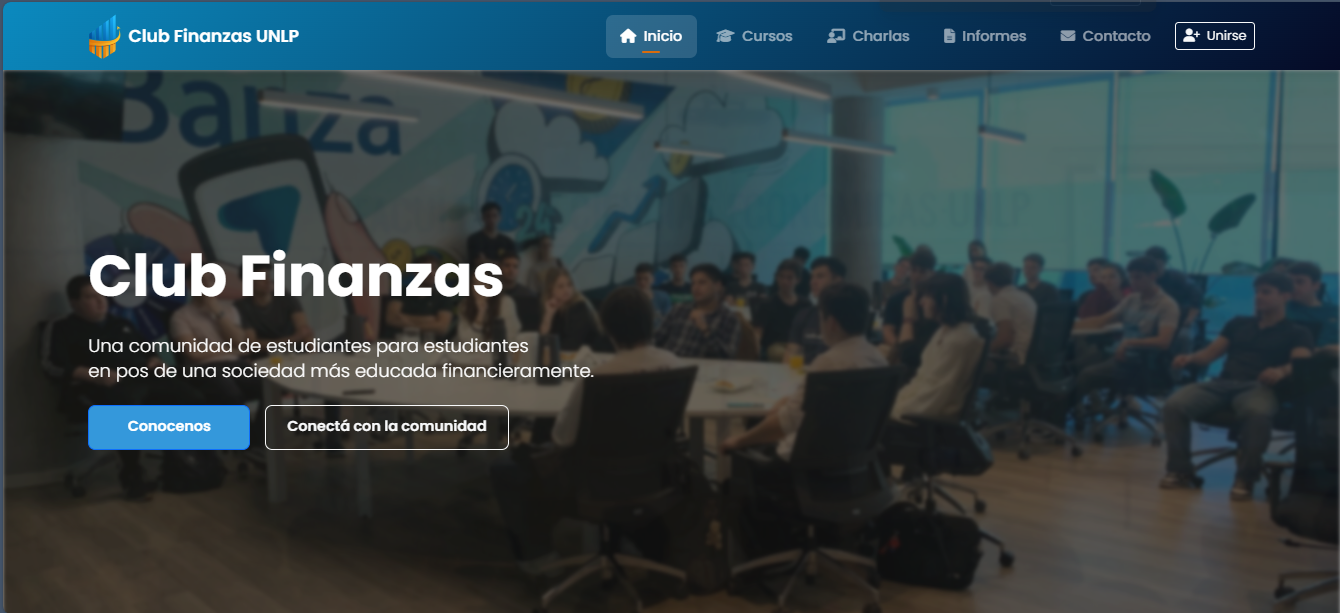 Club Finanzas UNLP
Inicio
Cursos
Charlas
Informes
Contacto
Unirse
Banza
Club Finanzas
Una comunidad de estudiantes para estudiantes
en pos de una sociedad más educada financieramente.
Conocenos
Conectá con la comunidad